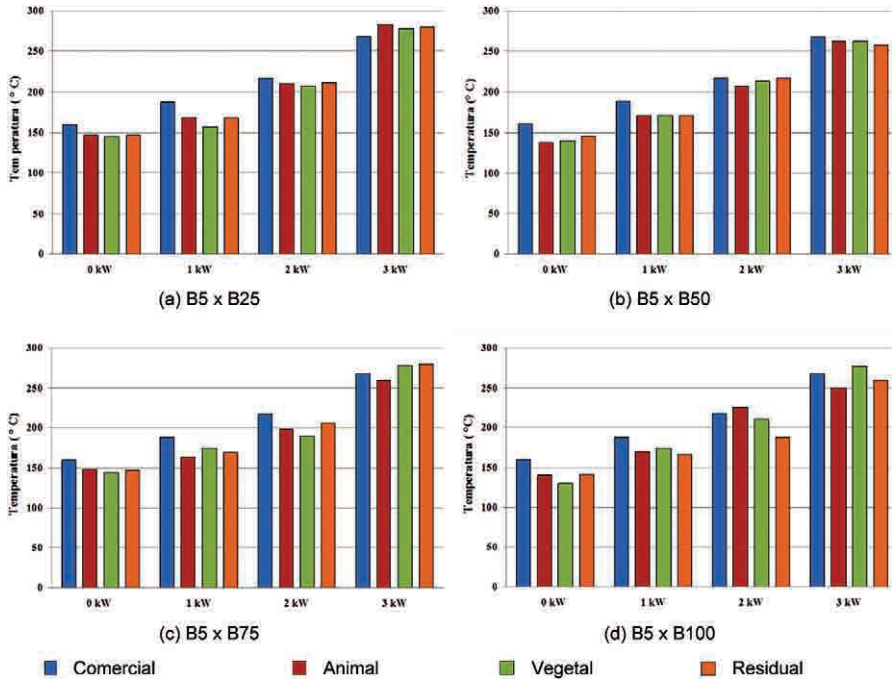 300
250
200
150
100
50
0
Tem peratura ( ° C)
0 kW 1 kW 2 kW 3 kW
(a) B5 x B25
300
250
200
150
100
50
0
Temperatura ( ° C)
0 kW 1 kW 2 kW 3 kW
(b) B5 x B50
300
250
200
150
100
50
0
Temperatura ( ° C)
0 kW 1 kW 2 kW 3 kW
(c) B5 x B75
300
250
200
150
100
50
0
Temperatura ( °C)
0 kW 1 kW 2 kW 3 kW
(d) B5 x B100
Comercial Animal Vegetal Residual